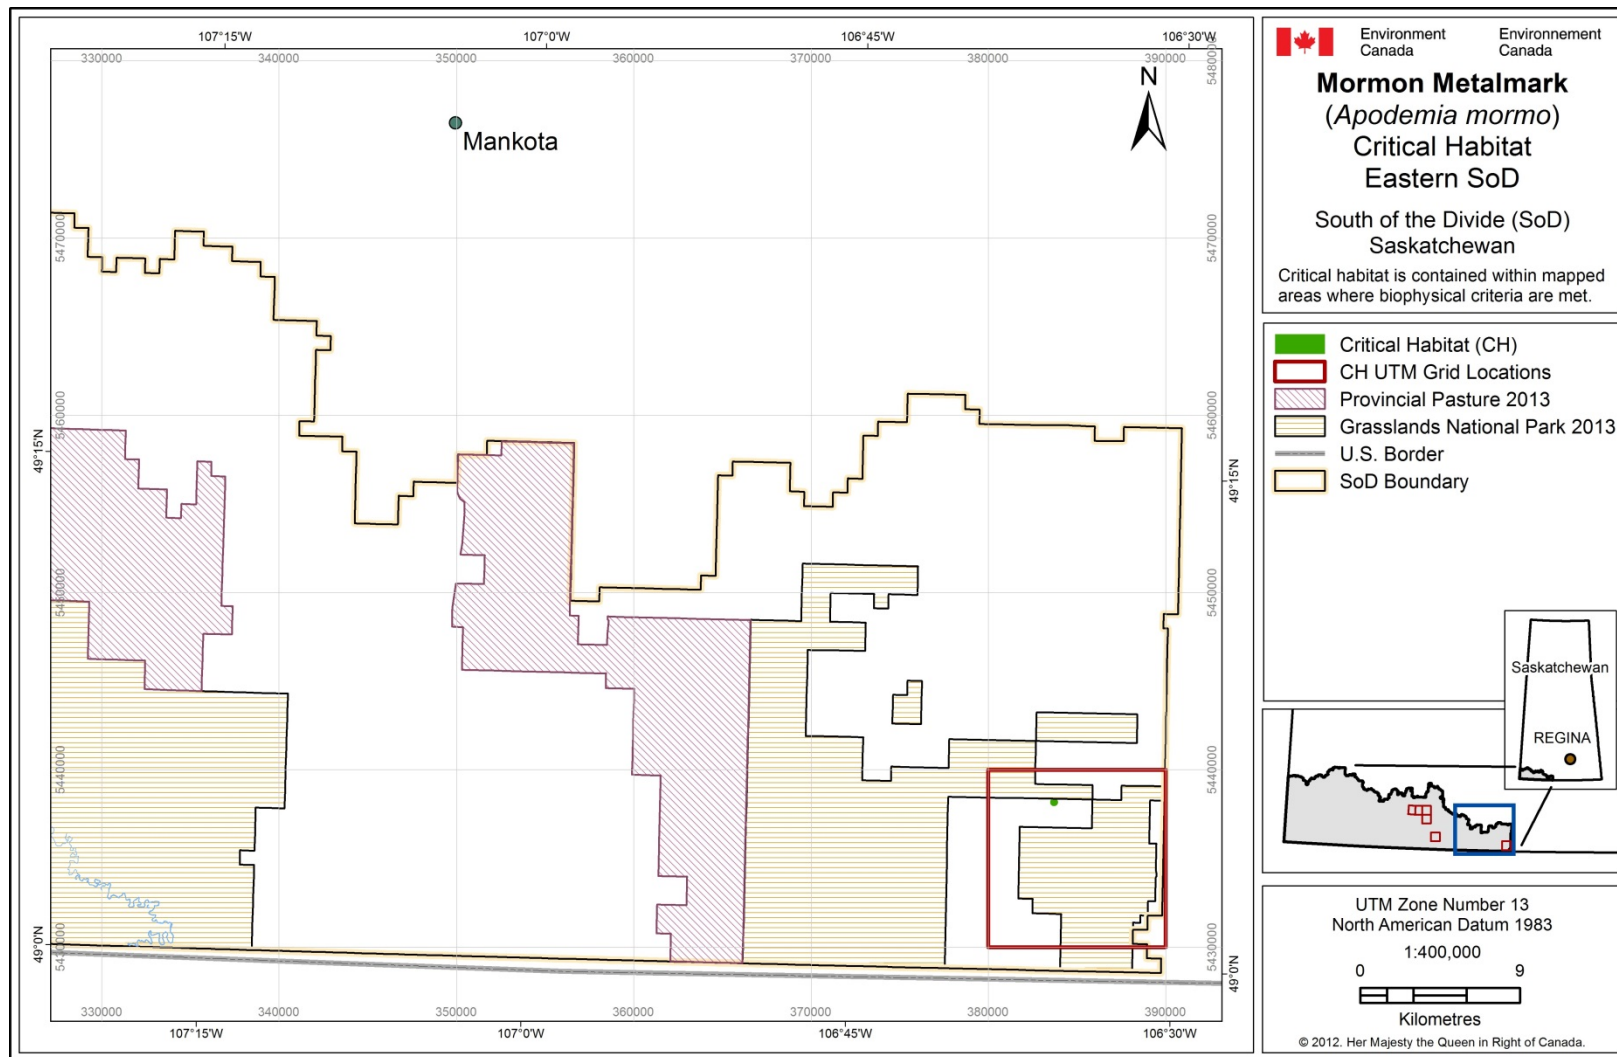 107°15'W 107°0'W 106°45'W 106°30'W
330000 340000 350000 360000 370000 380000 390000
5480000
N
Mankota
5470000 5470000
5460000 5460000
49°15'N 49°15'N
5450000 5450000
5440000 5440000
49°0'N 5430000 5430000 49°0'N
330000 340000 350000 360000 370000 380000 390000
107°15'W 107°0'W 106°45'W 106°30'W
Environment Environnement
Canada Canada
Mormon Metalmark
(Apodemia mormo)
Critical Habitat
Eastern SoD
South of the Divide (SoD)
Saskatchewan
Critical habitat is contained within mapped
areas where biophysical criteria are met.
Critical Habitat (CH)
CH UTM Grid Locations
Provincial Pasture 2013
Grasslands National Park 2013
U.S. Border
SoD Boundary
Saskatchewan
REGINA
UTM Zone Number 13
North American Datum 1983
1:400,000
0 9
Kilometres
© 2012. Her Majesty the Queen in Right of Canada.